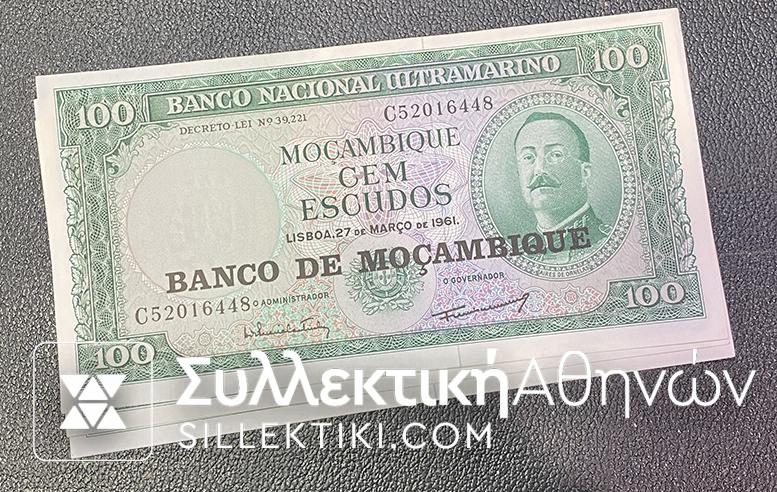 100 BANCO NACIONAL ULTRAMARINO 100
DECRETO-LEI Nº 39,221
C52016448
MOÇAMBIQUE
CEM
ESCUDOS
LISBOA, 27 DE MARÇO DE 1961.
BANCO DE MOÇAMBIQUE
C52016448
O ADMINISTRADOR
O GOVERNADOR
100
100
ΣυλλεκτικήΑθηνών
SILLEKTIKI.COM